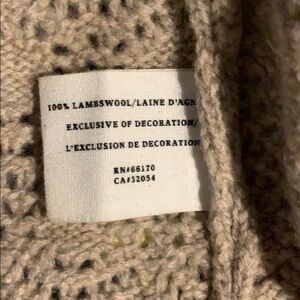 100% LAMBSWOOL/LAINE D'AGN
EXCLUSIVE OF DECORATION/
L'EXCLUSION DE DECORATION
RN#66170
CA#32054